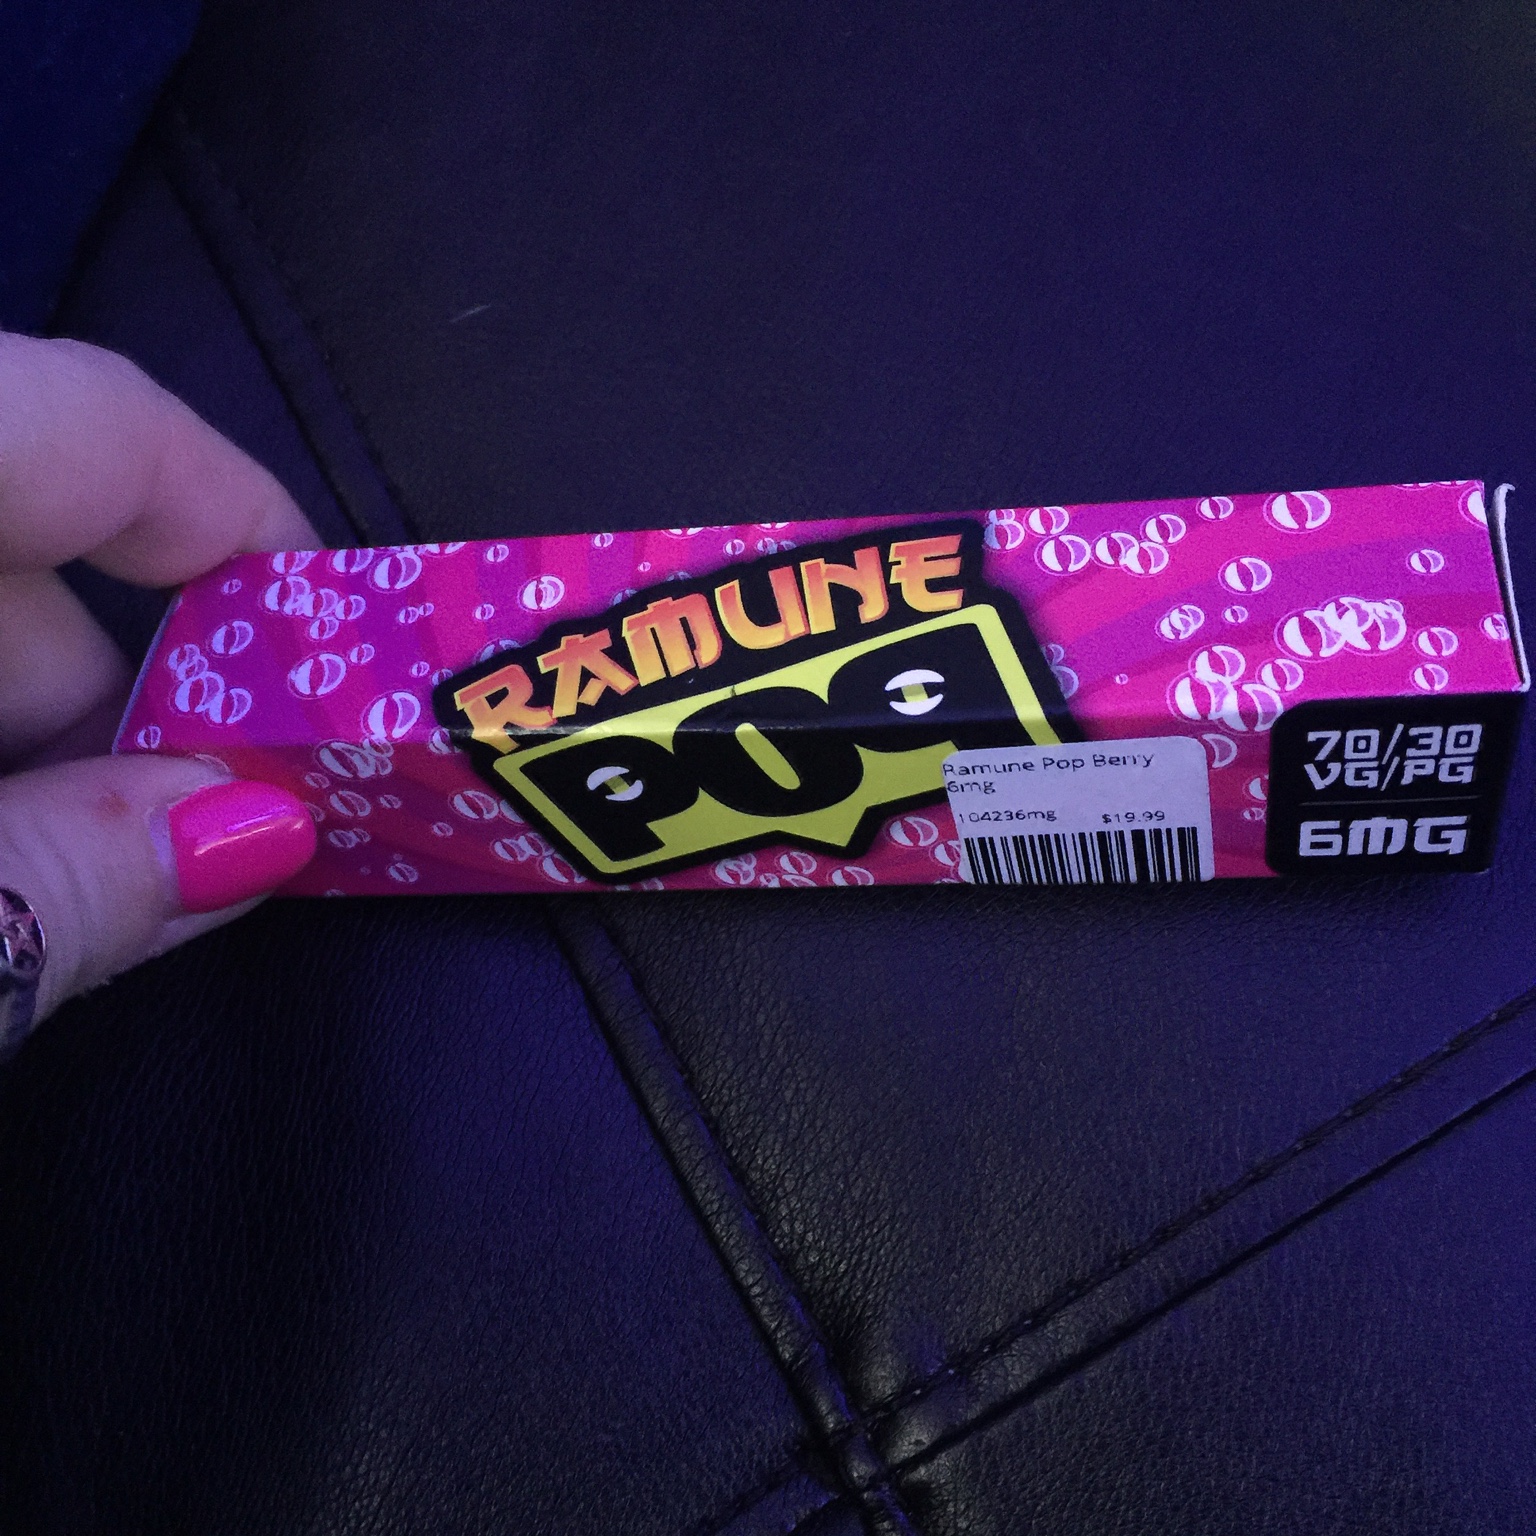 RAMUNE
POP
Ramune Pop Berry
6mg
104236mg $19.99
70/30
VG/PG
6MG